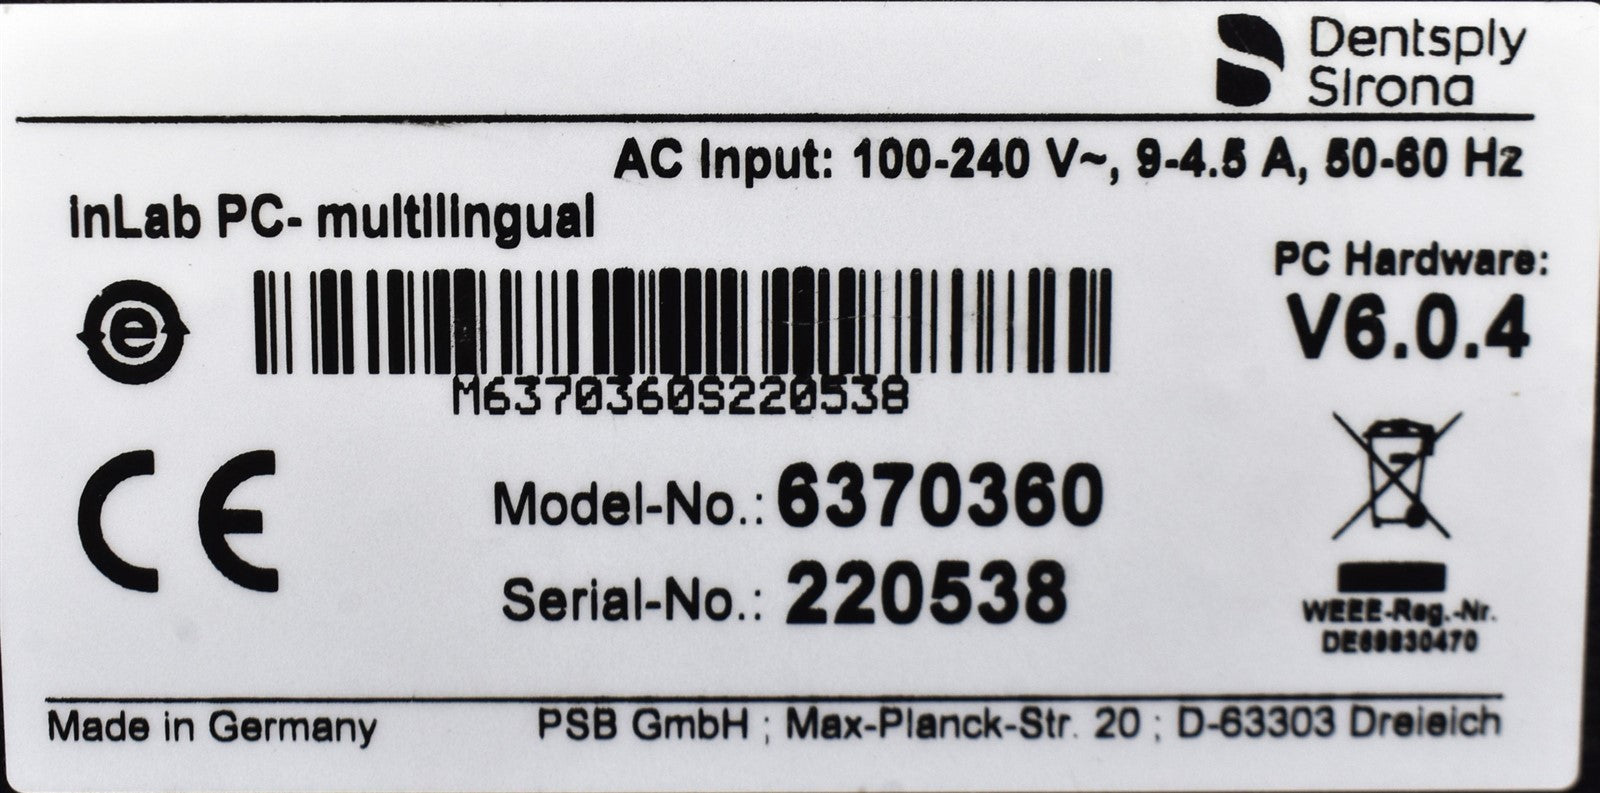 Dentsply
Sirona
AC Input: 100-240 V~, 9-4.5 A, 50-60 Hz
inLab PC- multilingual
PC Hardware:
V6.0.4
e
M6370360S220538
CE
Model-No.: 6370360
Serial-No.: 220538
WEEE-Reg.-Nr.
DE69830470
Made in Germany
PSB GmbH ; Max-Planck-Str. 20 ; D-63303 Dreieich